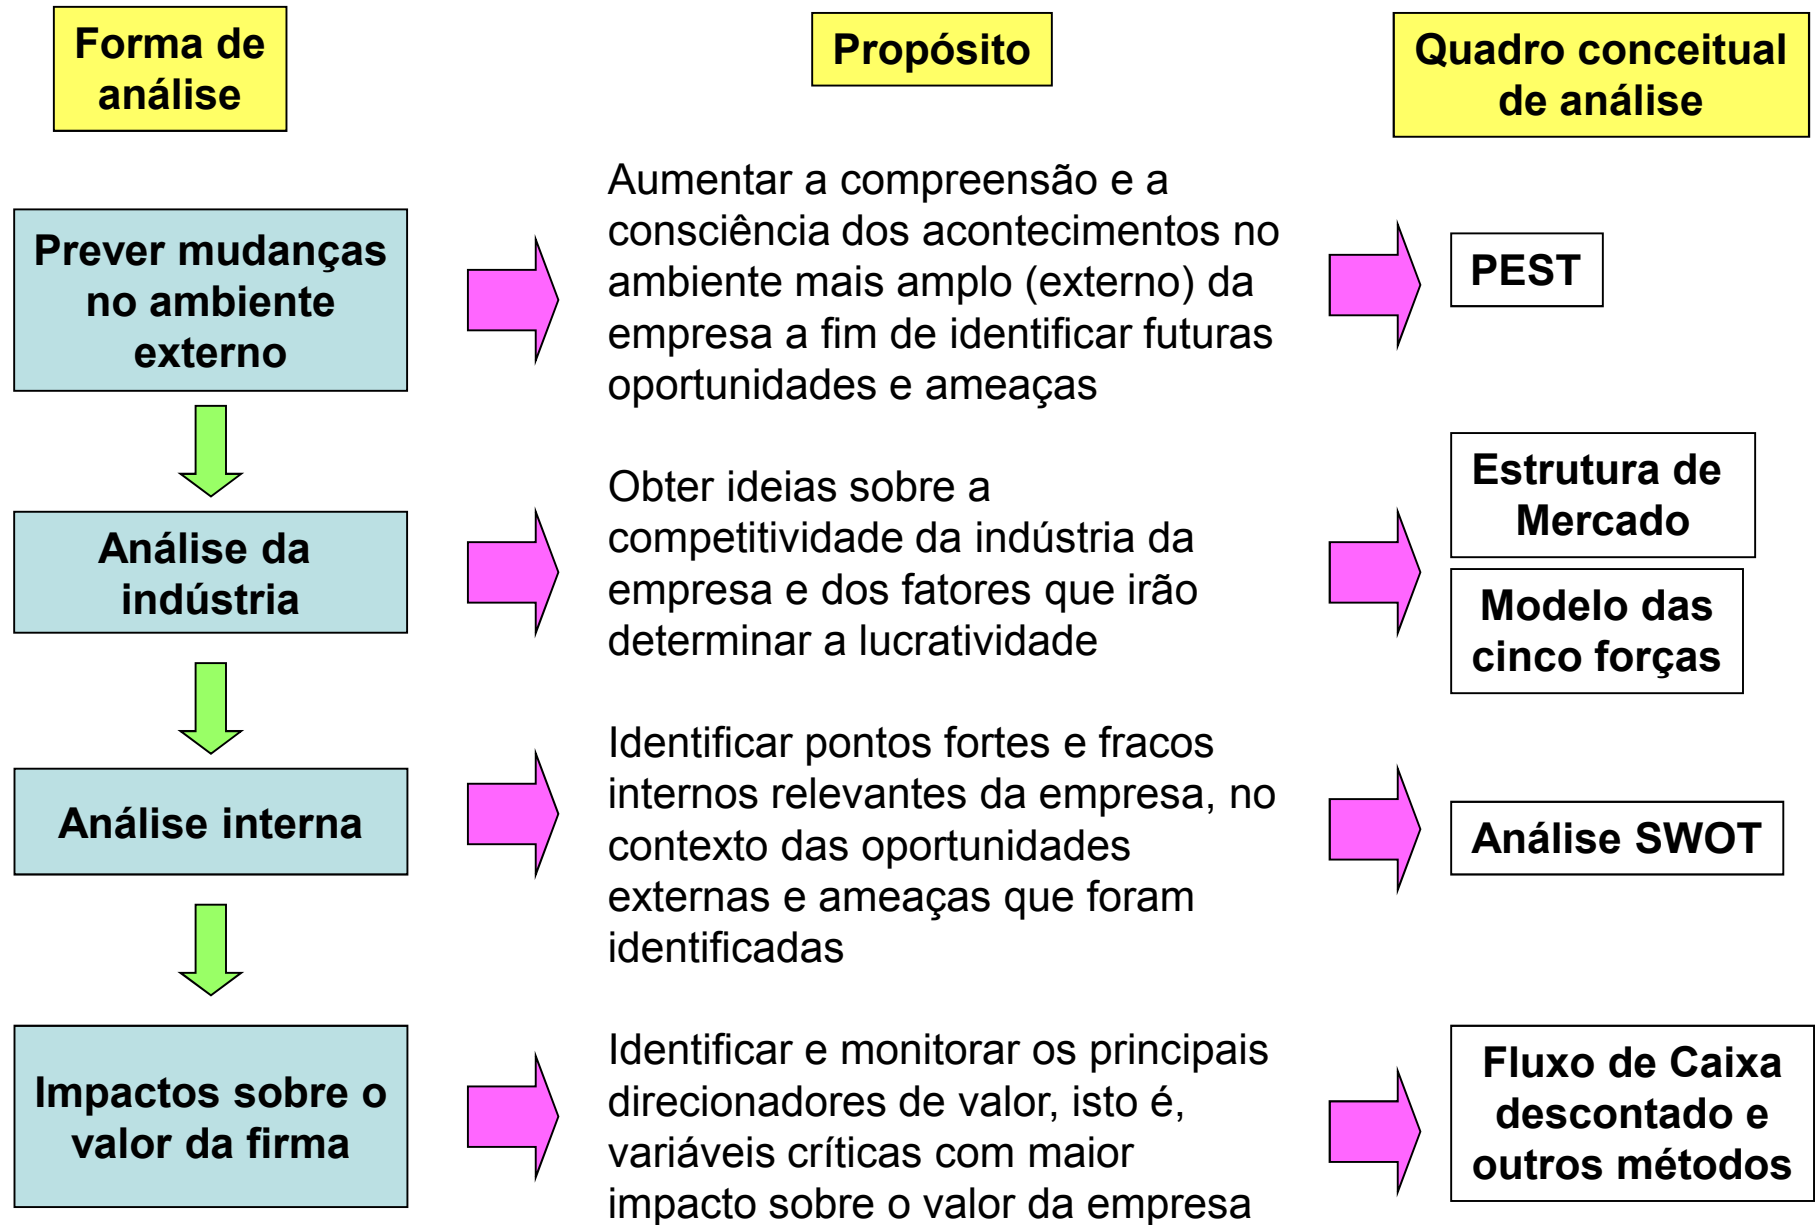 Forma de
análise
Propósito
Quadro conceitual
de análise
Prever mudanças
no ambiente
externo
Aumentar a compreensão e a
consciência dos acontecimentos no
ambiente mais amplo (externo) da
empresa a fim de identificar futuras
oportunidades e ameaças
PEST
Análise da
indústria
Obter ideias sobre a
competitividade da indústria da
empresa e dos fatores que irão
determinar a lucratividade
Estrutura de
Mercado
Modelo das
cinco forças
Análise interna
Identificar pontos fortes e fracos
internos relevantes da empresa, no
contexto das oportunidades
externas e ameaças que foram
identificadas
Análise SWOT
Impactos sobre o
valor da firma
Identificar e monitorar os principais
direcionadores de valor, isto é,
variáveis críticas com maior
impacto sobre o valor da empresa
Fluxo de Caixa
descontado e
outros métodos